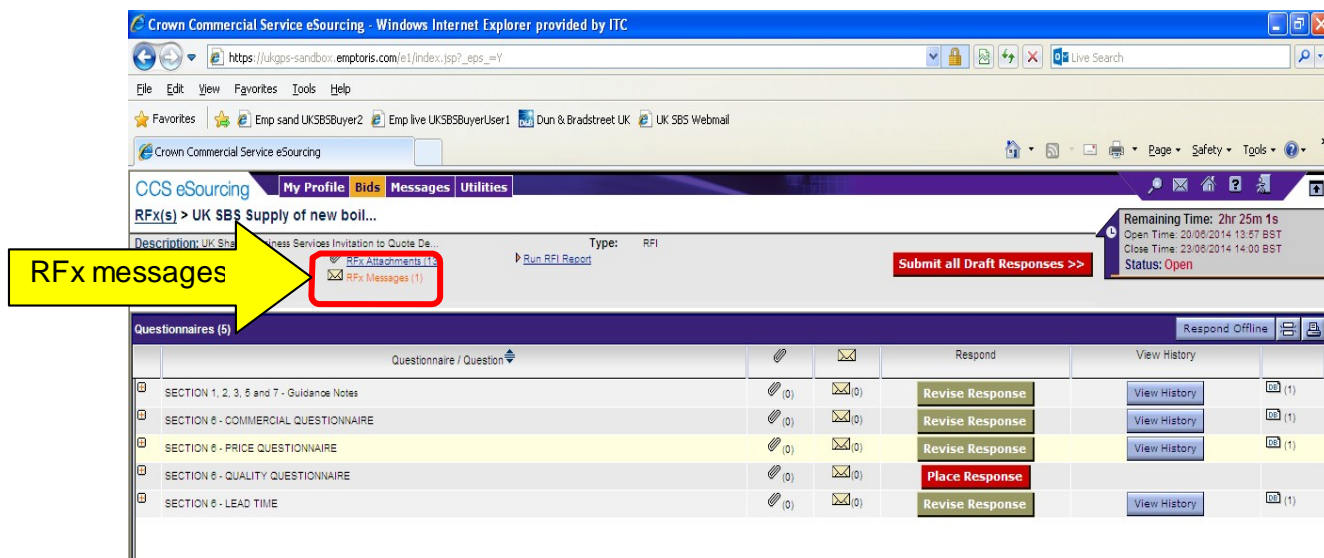 Crown Commercial Service eSourcing - Windows Internet Explorer provided by ITC
https://ukgps-sandbox.emptoris.com/e1/index.jsp?_eps_=Y
Live Search
File Edit View Favorites Tools Help
Favorites Emp sand UKSBSBuyer2 Emp live UKSBSBuyerUser1 Dun & Bradstreet UK UK SBS Webmail
Crown Commercial Service eSourcing
Page Safety Tools
CCS eSourcing My Profile Bids Messages Utilities
RFx(s) > UK SBS Supply of new boil...
Remaining Time: 2hr 25m 1s
Open Time: 20/06/2014 13:57 BST
Close Time: 23/06/2014 14:00 BST
Status: Open
Description: UK Sha iness Services Invitation to Quote De...
Type: RFI
RFx Attachments (13
Run RFI Report
RFx Messages (1)
Submit all Draft Responses >>
RFx messages
Questionnaires (5)
Respond Offline
Questionnaire / Question Respond View History
SECTION 1, 2, 3, 5 and 7 - Guidance Notes (0) (0) Revise Response View History (1)
SECTION 6 - COMMERCIAL QUESTIONNAIRE (0) (0) Revise Response View History (1)
SECTION 6 - PRICE QUESTIONNAIRE (0) (0) Revise Response View History (1)
SECTION 6 - QUALITY QUESTIONNAIRE (0) (0) Place Response
SECTION 6 - LEAD TIME (0) (0) Revise Response View History (1)